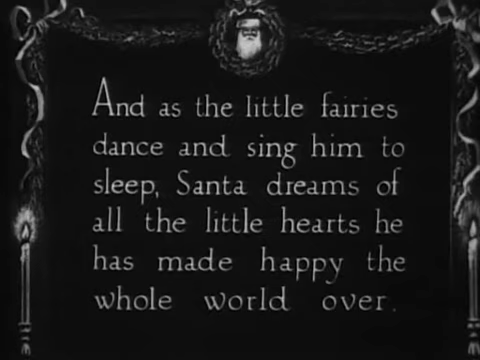 And as the little fairies
dance and sing him to
sleep, Santa dreams of
all the little hearts he
has made happy the
whole world over.